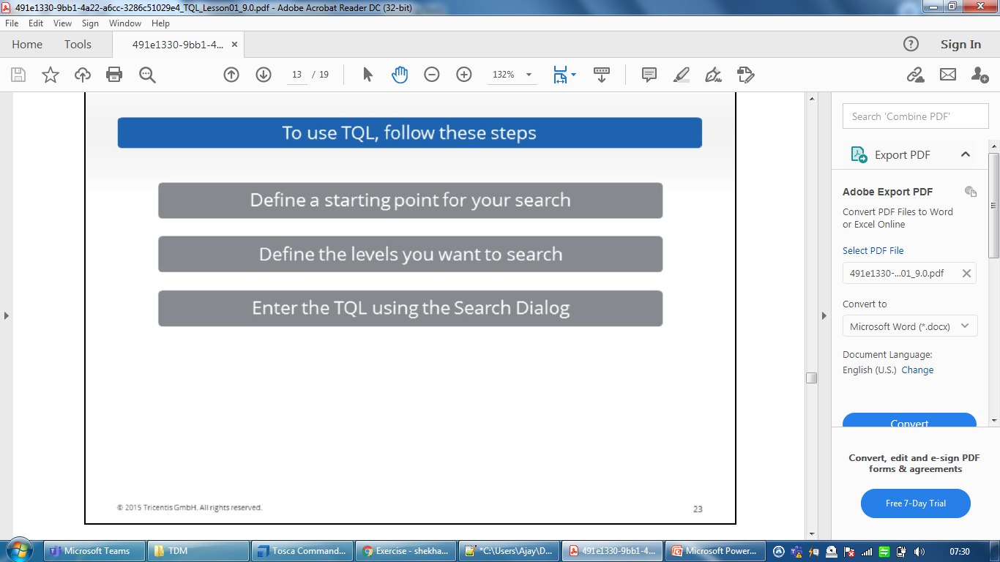 491e1330-9bb1-4a22-a6cc-3286c51029e4_TQL_Lesson01_9.0.pdf - Adobe Acrobat Reader DC (32-bit)
File Edit View Sign Window Help
Home Tools 491e1330-9bb1-4... × Sign In
13 / 19 132%
To use TQL, follow these steps
Define a starting point for your search
Define the levels you want to search
Enter the TQL using the Search Dialog
© 2015 Tricentis GmbH. All rights reserved. 23
Search 'Combine PDF'
Export PDF
Adobe Export PDF
Convert PDF Files to Word
or Excel Online
Select PDF File
491e1330-...01_9.0.pdf
Convert to
Microsoft Word (*.docx)
Document Language:
English (U.S.) Change
Convert
Convert, edit and e-sign PDF
forms & agreements
Free 7-Day Trial
Microsoft Teams TDM Tosca Command... Exercise - shekha... *C:\Users\Ajay\D... 491e1330-9bb1-4... Microsoft Power... 07:30